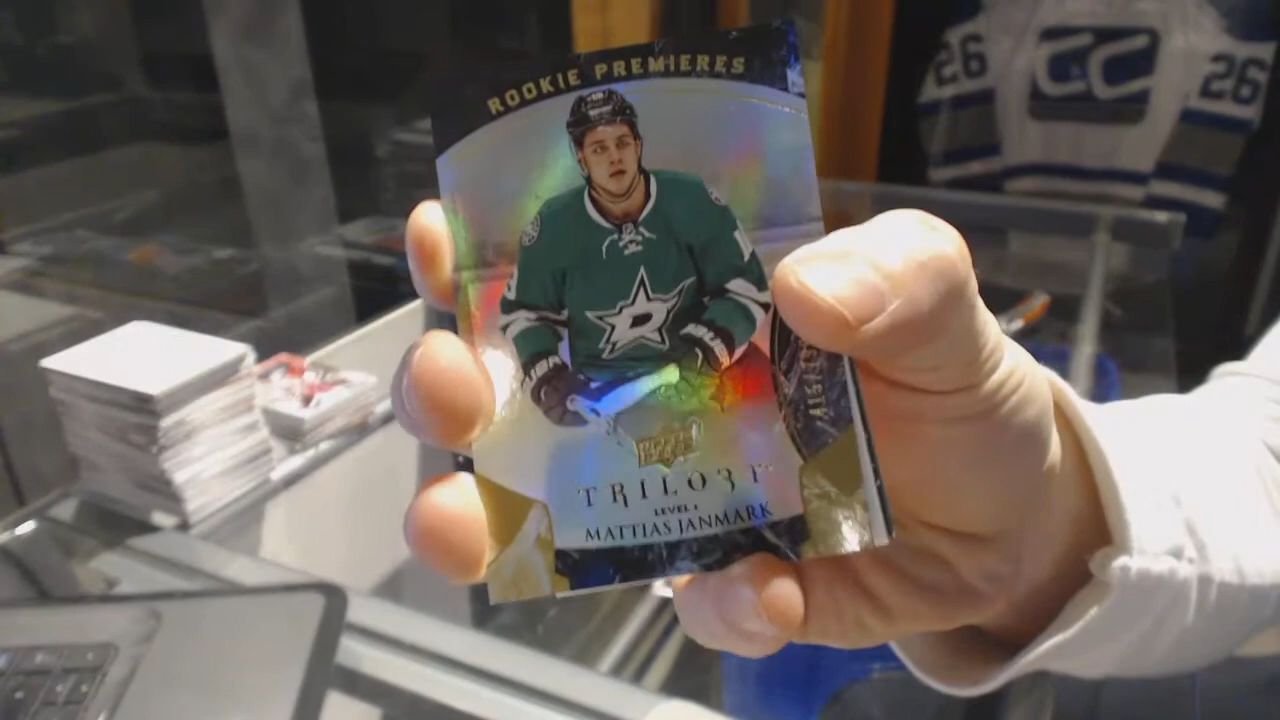 ROOKIE PREMIERES
26
26
TRILOGY
LEVEL 1
MATTIAS JANMARK